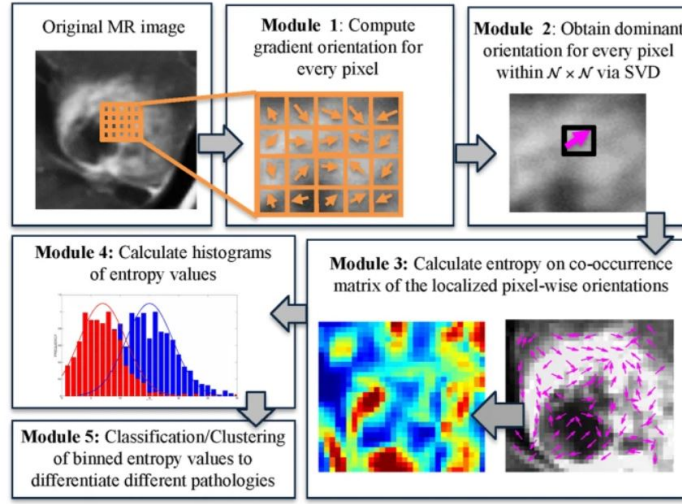 Original MR image
Module 1: Compute
gradient orientation for
every pixel
Module 2: Obtain dominant
orientation for every pixel
within 𝒩 × 𝒩 via SVD
Module 3: Calculate entropy on co-occurrence
matrix of the localized pixel-wise orientations
Module 4: Calculate histograms
of entropy values
Module 5: Classification/Clustering
of binned entropy values to
differentiate different pathologies